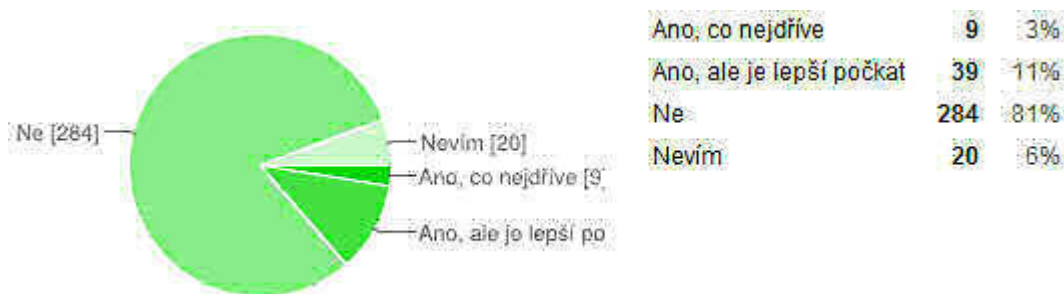 Ne [284]
Nevím [20]
Ano, co nejdříve [9
Ano, ale je lepší po
Ano, co nejdříve 9 3%
Ano, ale je lepší počkat 39 11%
Ne 284 81%
Nevím 20 6%